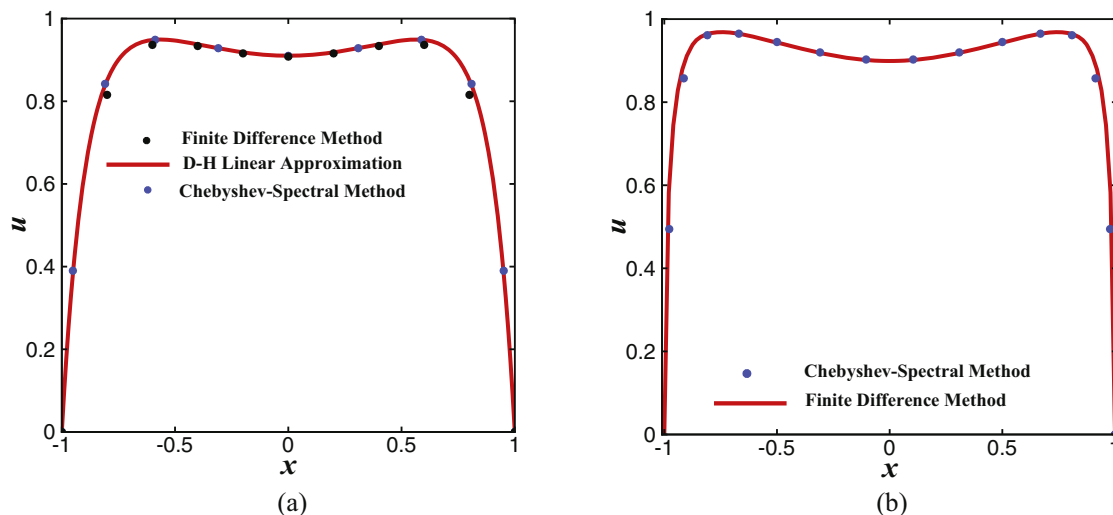 1
0.8
0.6
0.4
0.2
0
-1
-0.5
0
0.5
1
u
x
Finite Difference Method
D-H Linear Approximation
Chebyshev-Spectral Method
(a)
1
0.8
0.6
0.4
0.2
0
-1
-0.5
0
0.5
1
u
x
Chebyshev-Spectral Method
Finite Difference Method
(b)